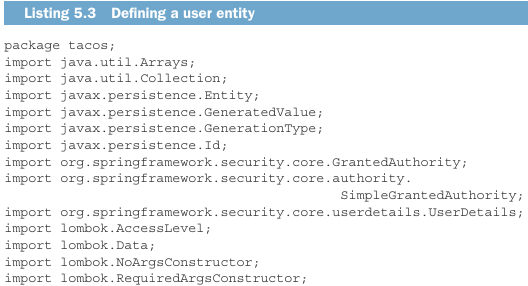 Listing 5.3 Defining a user entity
package tacos;
import java.util.Arrays;
import java.util.Collection;
import javax.persistence.Entity;
import javax.persistence.GeneratedValue;
import javax.persistence.GenerationType;
import javax.persistence.Id;
import org.springframework.security.core.GrantedAuthority;
import org.springframework.security.core.authority.
SimpleGrantedAuthority;
import org.springframework.security.core.userdetails.UserDetails;
import lombok.AccessLevel;
import lombok.Data;
import lombok.NoArgsConstructor;
import lombok.RequiredArgsConstructor;